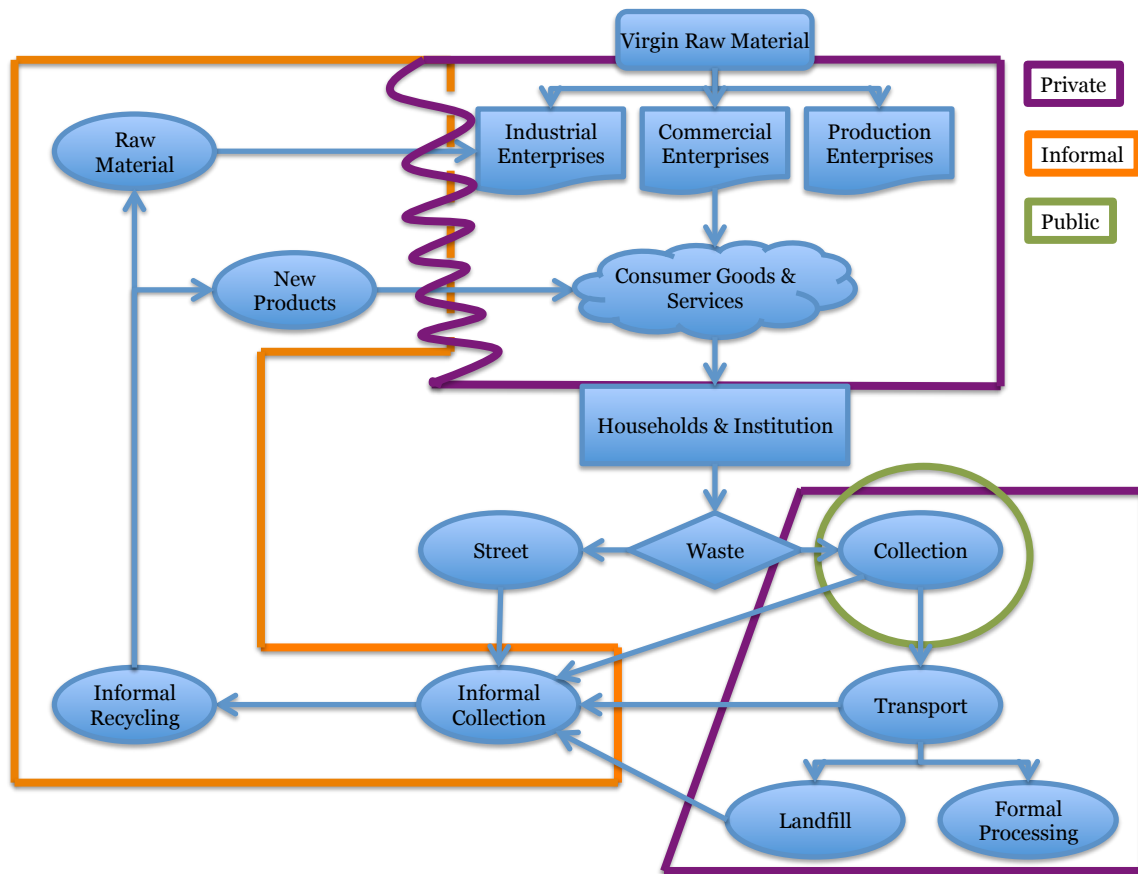 Virgin Raw Material
Private
Informal
Public
Raw
Material
Industrial
Enterprises
Commercial
Enterprises
Production
Enterprises
New
Products
Consumer Goods &
Services
Households & Institution
Street
Waste
Collection
Informal
Recycling
Informal
Collection
Transport
Landfill
Formal
Processing